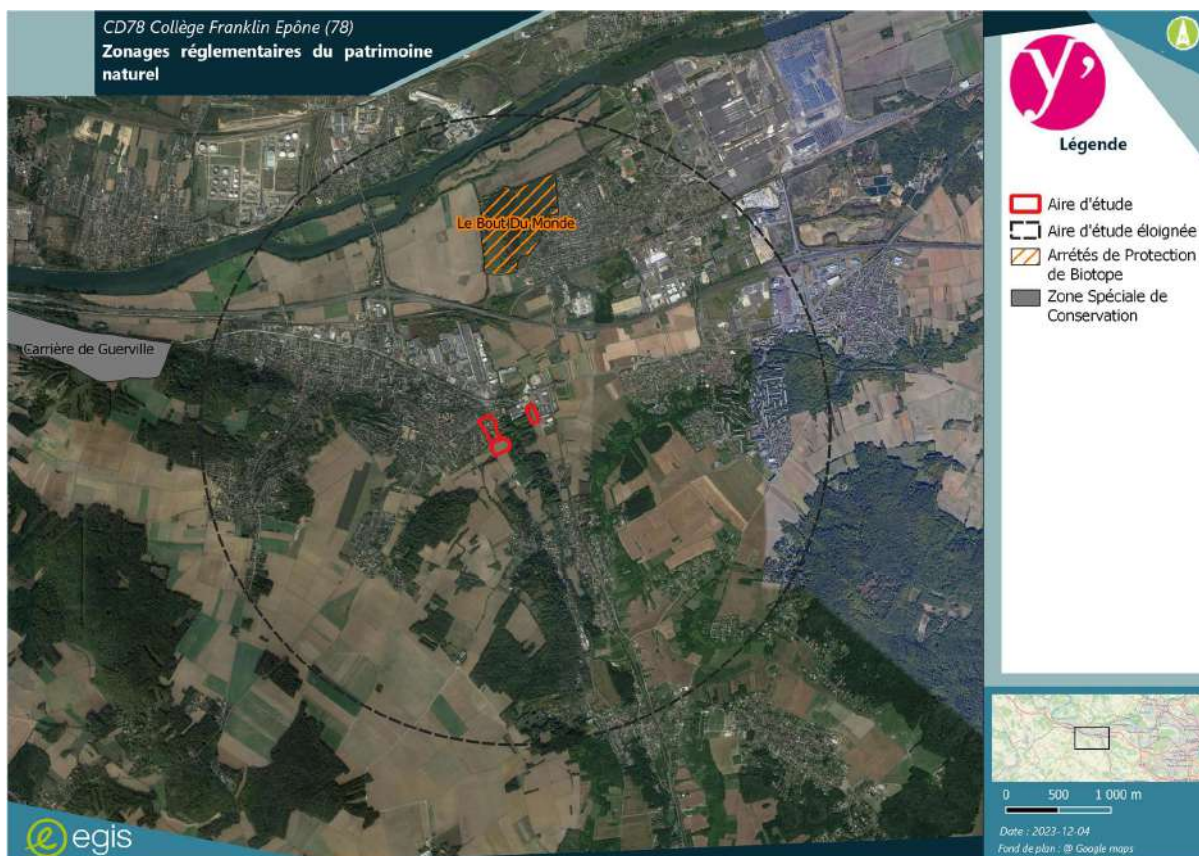 CD78 Collège Franklin Epône (78)
Zonages réglementaires du patrimoine
naturel
y'
Légende
Aire d'étude
Aire d'étude éloignée
Arrêtés de Protection
de Biotope
Zone Spéciale de
Conservation
Le Bout Du Monde
Carrière de Guerville
0 500 1 000 m
Date : 2023-12-04
Fond de plan : @ Google maps
egis